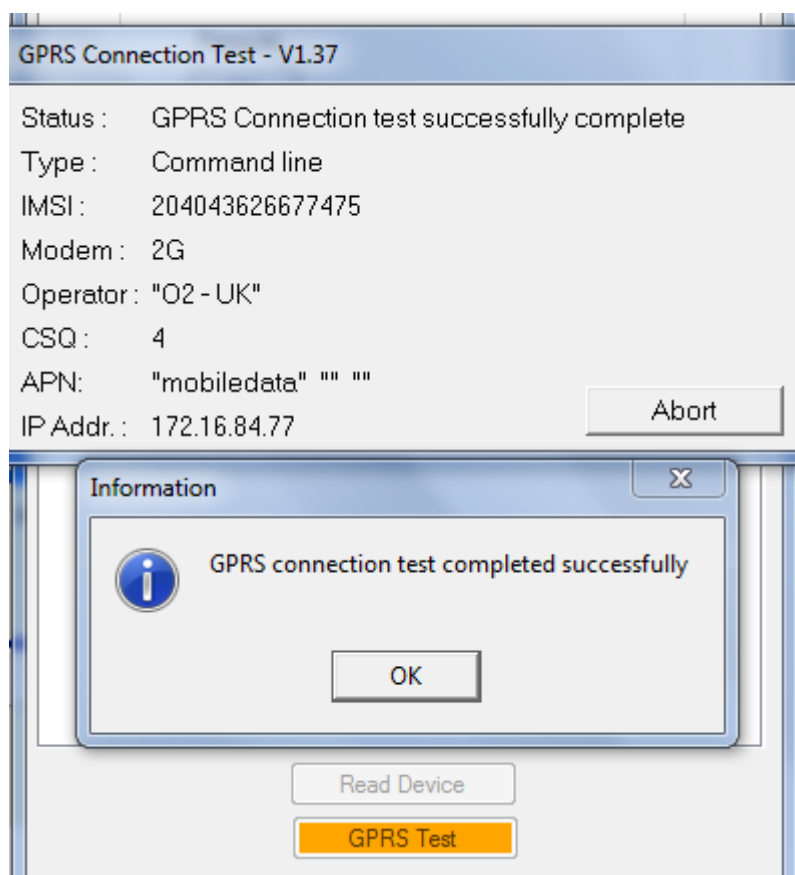 GPRS Connection Test - V1.37
Status : GPRS Connection test successfully complete
Type : Command line
IMSI : 204043626677475
Modem : 2G
Operator : "O2 - UK"
CSQ : 4
APN: "mobiledata" "" ""
IP Addr. : 172.16.84.77
Abort
Information
GPRS connection test completed successfully
OK
Read Device
GPRS Test